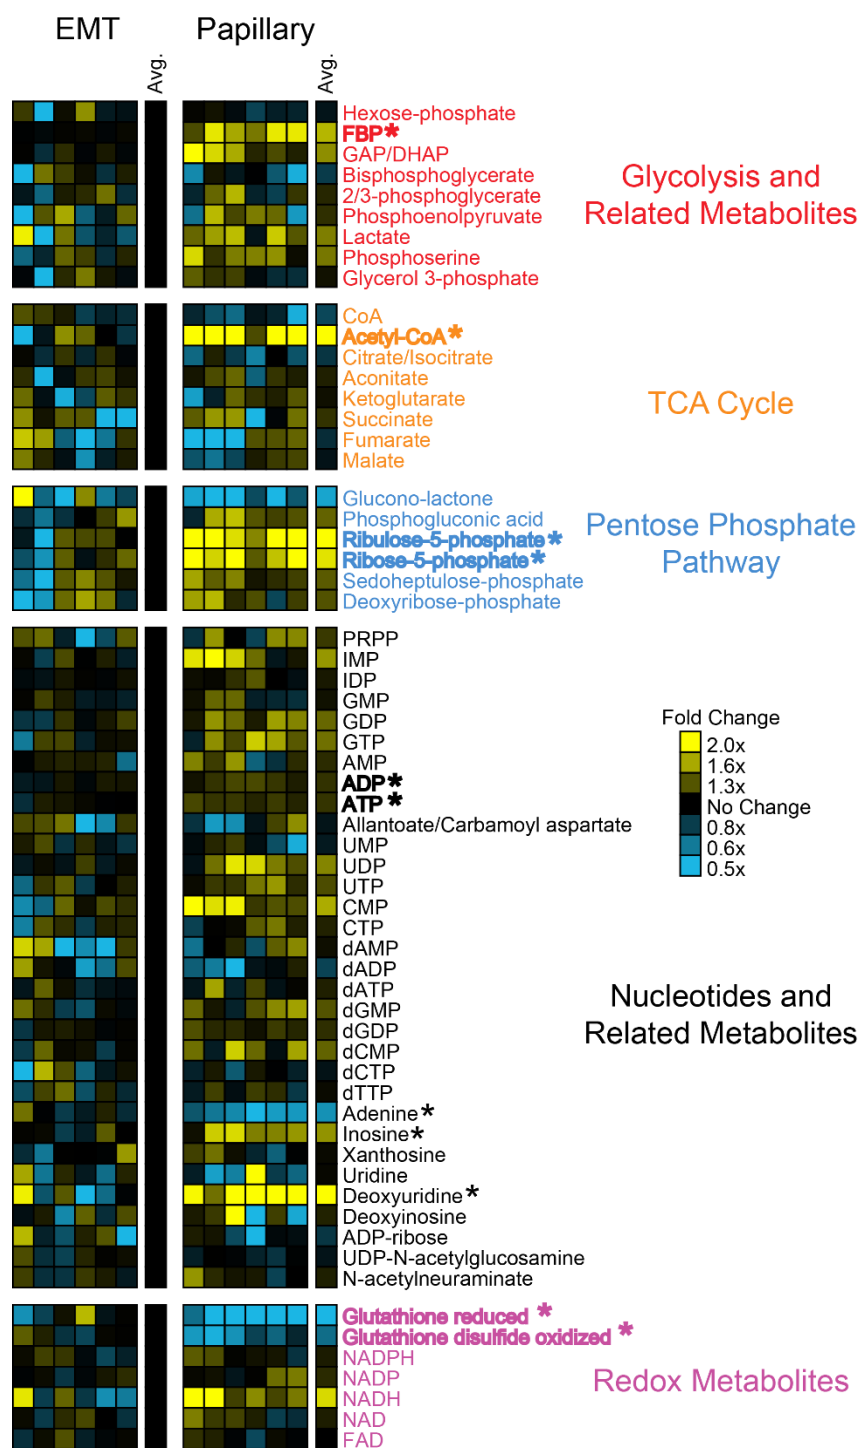 EMT Papillary
Avg. Avg.
Hexose-phosphate
FBP*
GAP/DHAP
Bisphosphoglycerate
2/3-phosphoglycerate
Phosphoenolpyruvate
Lactate
Phosphoserine
Glycerol 3-phosphate
Glycolysis and
Related Metabolites
CoA
Acetyl-CoA*
Citrate/Isocitrate
Aconitate
Ketoglutarate
Succinate
Fumarate
Malate
TCA Cycle
Glucono-lactone
Phosphogluconic acid
Ribulose-5-phosphate*
Ribose-5-phosphate*
Sedoheptulose-phosphate
Deoxyribose-phosphate
Pentose Phosphate
Pathway
PRPP
IMP
IDP
GMP
GDP
GTP
AMP
ADP*
ATP*
Allantoate/Carbamoyl aspartate
UMP
UDP
UTP
CMP
CTP
dAMP
dADP
dATP
dGMP
dGDP
dCMP
dCTP
dTTP
Adenine*
Inosine*
Xanthosine
Uridine
Deoxyuridine*
Deoxyinosine
ADP-ribose
UDP-N-acetylglucosamine
N-acetylneuraminate
Fold Change
2.0x
1.6x
1.3x
No Change
0.8x
0.6x
0.5x
Nucleotides and
Related Metabolites
Glutathione reduced *
Glutathione disulfide oxidized *
NADPH
NADP
NADH
NAD
FAD
Redox Metabolites